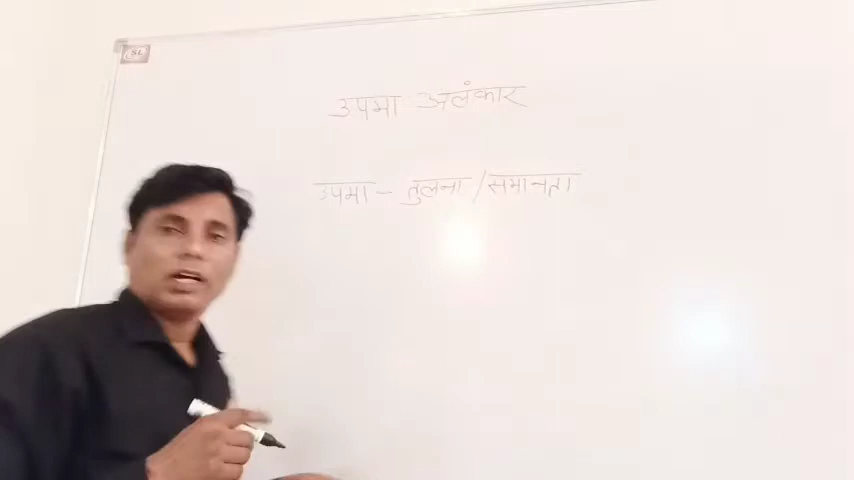 उपमा अलंकार
उपमा - तुलना / समानता